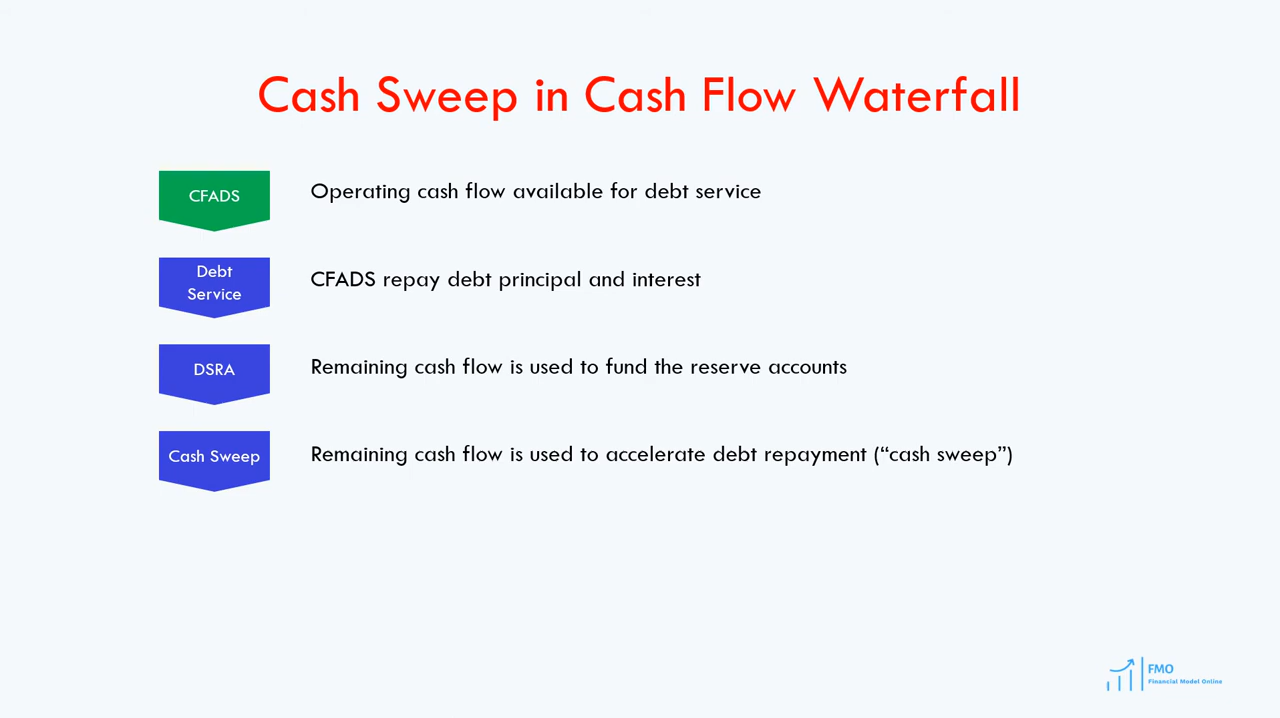 Cash Sweep in Cash Flow Waterfall
CFADS
Operating cash flow available for debt service
Debt
Service
CFADS repay debt principal and interest
DSRA
Remaining cash flow is used to fund the reserve accounts
Cash Sweep
Remaining cash flow is used to accelerate debt repayment (“cash sweep”)
FMO
Financial Model Online